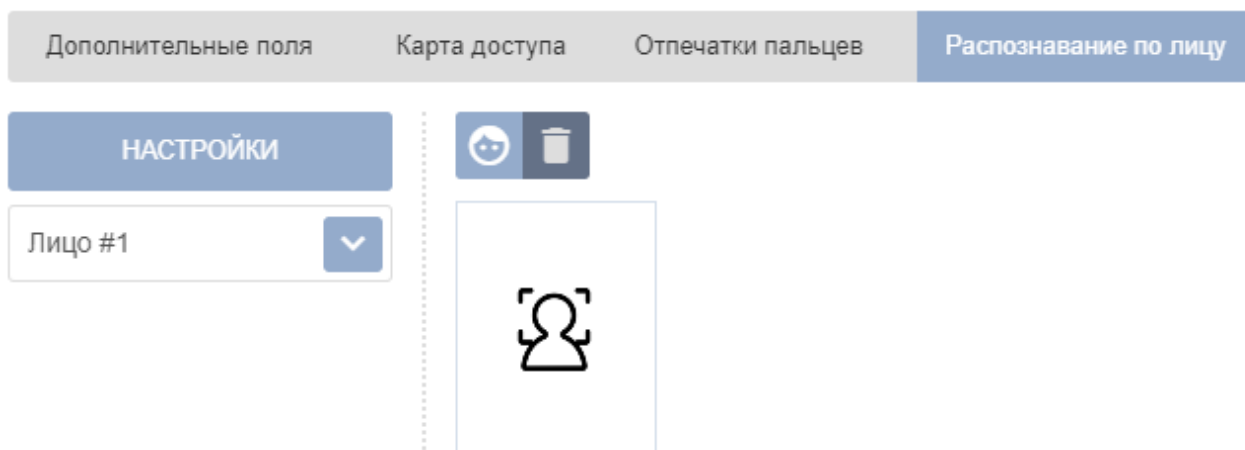 Дополнительные поля Карта доступа Отпечатки пальцев Распознавание по лицу
НАСТРОЙКИ
Лицо #1